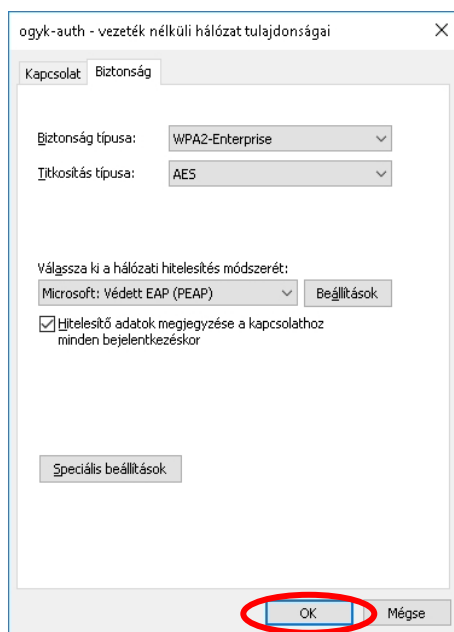 ogyk-auth - vezeték nélküli hálózat tulajdonságai
Kapcsolat Biztonság
Biztonság típusa: WPA2-Enterprise
Titkosítás típusa: AES
Válassza ki a hálózati hitelesítés módszerét:
Microsoft: Védett EAP (PEAP) Beállítások
Hitelesítő adatok megjegyzése a kapcsolathoz
minden bejelentkezéskor
Speciális beállítások
OK Mégse